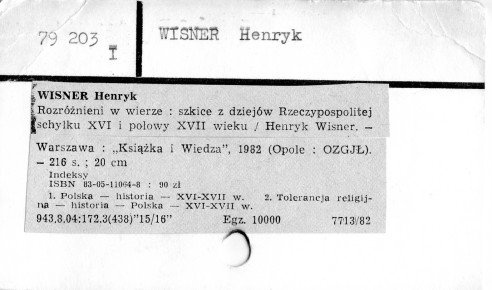 79 203
I
WISNER Henryk
WISNER Henryk
Rozróżnieni w wierze : szkice z dziejów Rzeczypospolitej
schyłku XVI i połowy XVII wieku / Henryk Wisner. —
Warszawa : „Książka i Wiedza”, 1982 (Opole : OZGJŁ).
— 216 s. ; 20 cm
Indeksy
ISBN 83-05-11064-8 : 90 zł
1. Polska — historia — XVI-XVII w. 2. Tolerancja religij-
na — historia — Polska — XVI-XVII w.
943.8.04:172.3(438)"15/16" Egz. 10000 7713/82